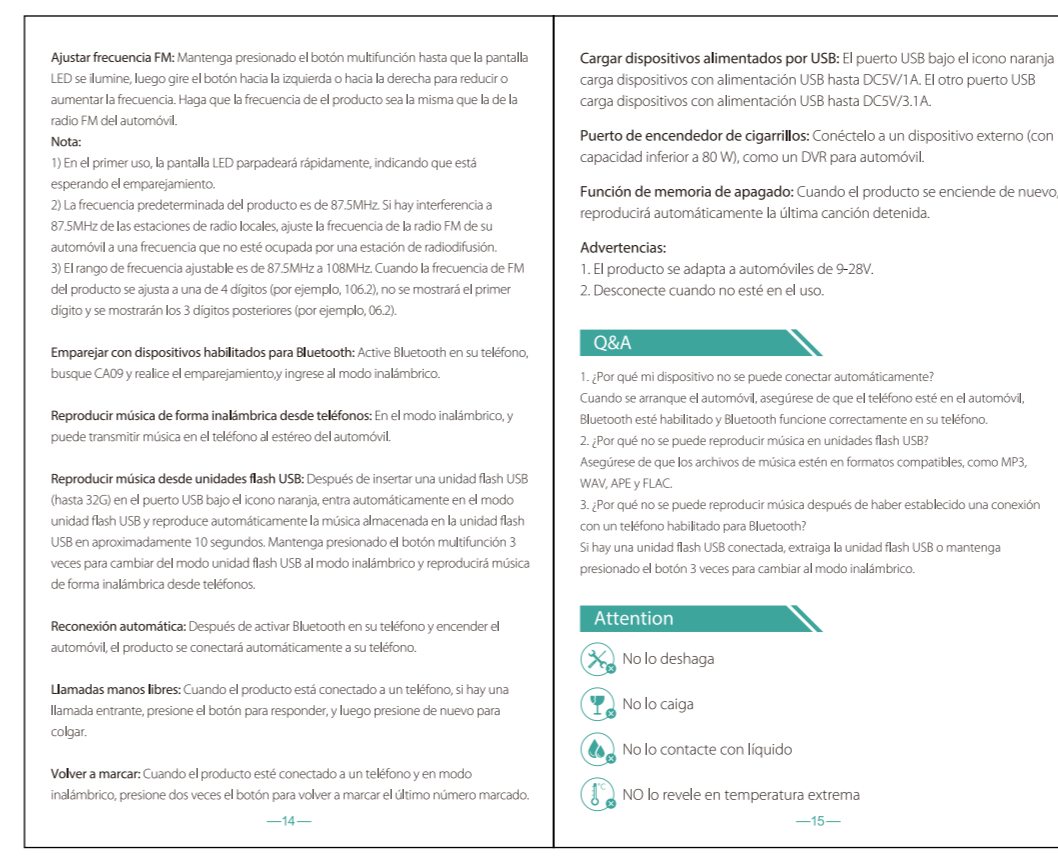 Ajustar frecuencia FM: Mantenga presionado el botón multifunción hasta que la pantalla
LED se ilumine, luego gire el botón hacia la izquierda o hacia la derecha para reducir o
aumentar la frecuencia. Haga que la frecuencia de el producto sea la misma que la de la
radio FM del automóvil.
Nota:
1) En el primer uso, la pantalla LED parpadeará rápidamente, indicando que está
esperando el emparejamiento.
2) La frecuencia predeterminada del producto es de 87.5MHz. Si hay interferencia a
87.5MHz de las estaciones de radio locales, ajuste la frecuencia de la radio FM de su
automóvil a una frecuencia que no esté ocupada por una estación de radiodifusión.
3) El rango de frecuencia ajustable es de 87.5MHz a 108MHz. Cuando la frecuencia de FM
del producto se ajusta a una de 4 dígitos (por ejemplo, 106.2), no se mostrará el primer
dígito y se mostrarán los 3 dígitos posteriores (por ejemplo, 06.2).
Emparejar con dispositivos habilitados para Bluetooth: Active Bluetooth en su teléfono,
busque CA09 y realice el emparejamiento,y ingrese al modo inalámbrico.
Reproducir música de forma inalámbrica desde teléfonos: En el modo inalámbrico, y
puede transmitir música en el teléfono al estéreo del automóvil.
Reproducir música desde unidades flash USB: Después de insertar una unidad flash USB
(hasta 32G) en el puerto USB bajo el icono naranja, entra automáticamente en el modo
unidad flash USB y reproduce automáticamente la música almacenada en la unidad flash
USB en aproximadamente 10 segundos. Mantenga presionado el botón multifunción 3
veces para cambiar del modo unidad flash USB al modo inalámbrico y reproducirá música
de forma inalámbrica desde teléfonos.
Reconexión automática: Después de activar Bluetooth en su teléfono y encender el
automóvil, el producto se conectará automáticamente a su teléfono.
Llamadas manos libres: Cuando el producto está conectado a un teléfono, si hay una
llamada entrante, presione el botón para responder, y luego presione de nuevo para
colgar.
Volver a marcar: Cuando el producto esté conectado a un teléfono y en modo
inalámbrico, presione dos veces el botón para volver a marcar el último número marcado.
—14—
Cargar dispositivos alimentados por USB: El puerto USB bajo el icono naranja
carga dispositivos con alimentación USB hasta DC5V/1A. El otro puerto USB
carga dispositivos con alimentación USB hasta DC5V/3.1A.
Puerto de encendedor de cigarrillos: Conéctelo a un dispositivo externo (con
capacidad inferior a 80 W), como un DVR para automóvil.
Función de memoria de apagado: Cuando el producto se enciende de nuevo,
reproducirá automáticamente la última canción detenida.
Advertencias:
1. El producto se adapta a automóviles de 9-28V.
2. Desconecte cuando no esté en el uso.
Q&A
1. ¿Por qué mi dispositivo no se puede conectar automáticamente?
Cuando se arranque el automóvil, asegúrese de que el teléfono esté en el automóvil,
Bluetooth esté habilitado y Bluetooth funcione correctamente en su teléfono.
2. ¿Por qué no se puede reproducir música en unidades flash USB?
Asegúrese de que los archivos de música estén en formatos compatibles, como MP3,
WAV, APE y FLAC.
3. ¿Por qué no se puede reproducir música después de haber establecido una conexión
con un teléfono habilitado para Bluetooth?
Si hay una unidad flash USB conectada, extraiga la unidad flash USB o mantenga
presionado el botón 3 veces para cambiar al modo inalámbrico.
Attention
No lo deshaga
No lo caiga
No lo contacte con líquido
°C
NO lo revele en temperatura extrema
—15—